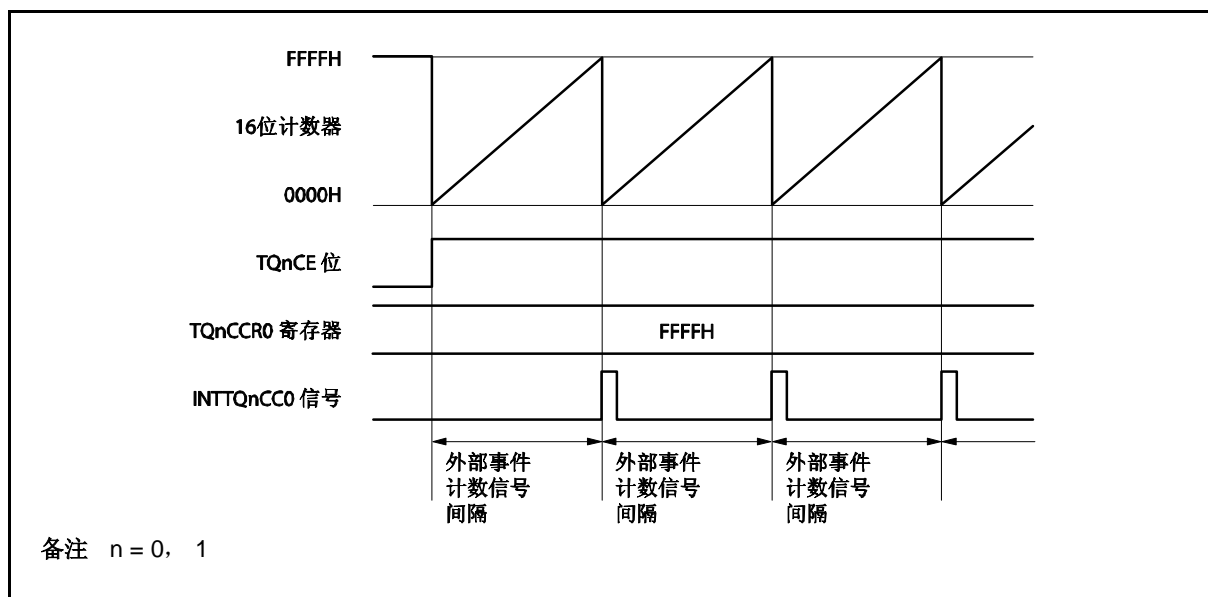 FFFFH
16位计数器
0000H
TQnCE 位
TQnCCR0 寄存器
FFFFH
INTTQnCC0 信号
外部事件
计数信号
间隔
外部事件
计数信号
间隔
外部事件
计数信号
间隔
备注 n = 0， 1